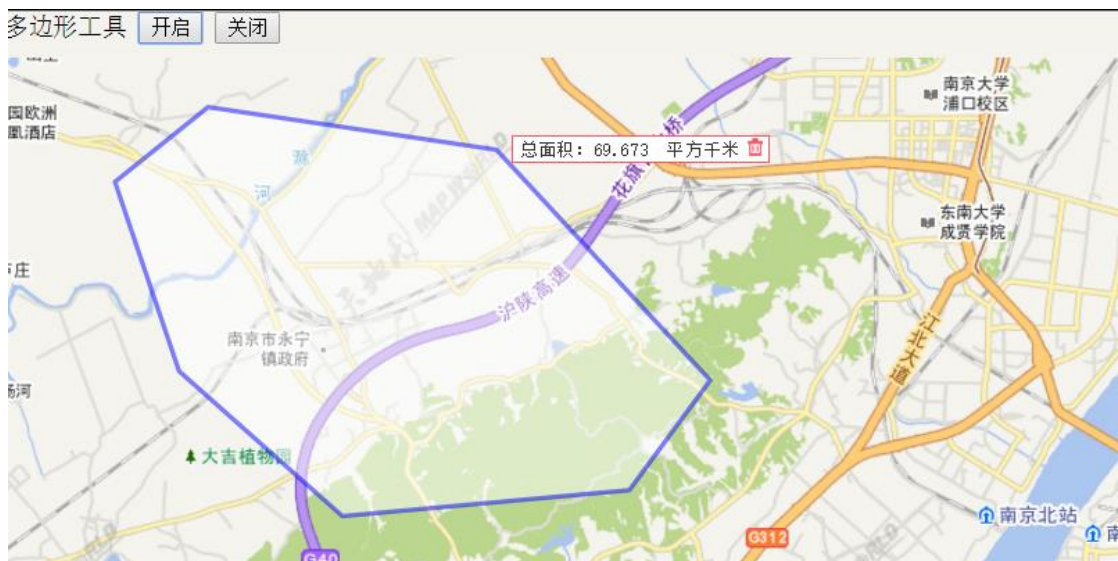 多边形工具 开启 关闭
南京大学
浦口校区
园欧洲
凰酒店
总面积: 69.673 平方千米
滁
河
东南大学
成贤学院
沪陕高速
南京市永宁
镇政府
江北大道
大吉植物园
南京北站
G312
G40